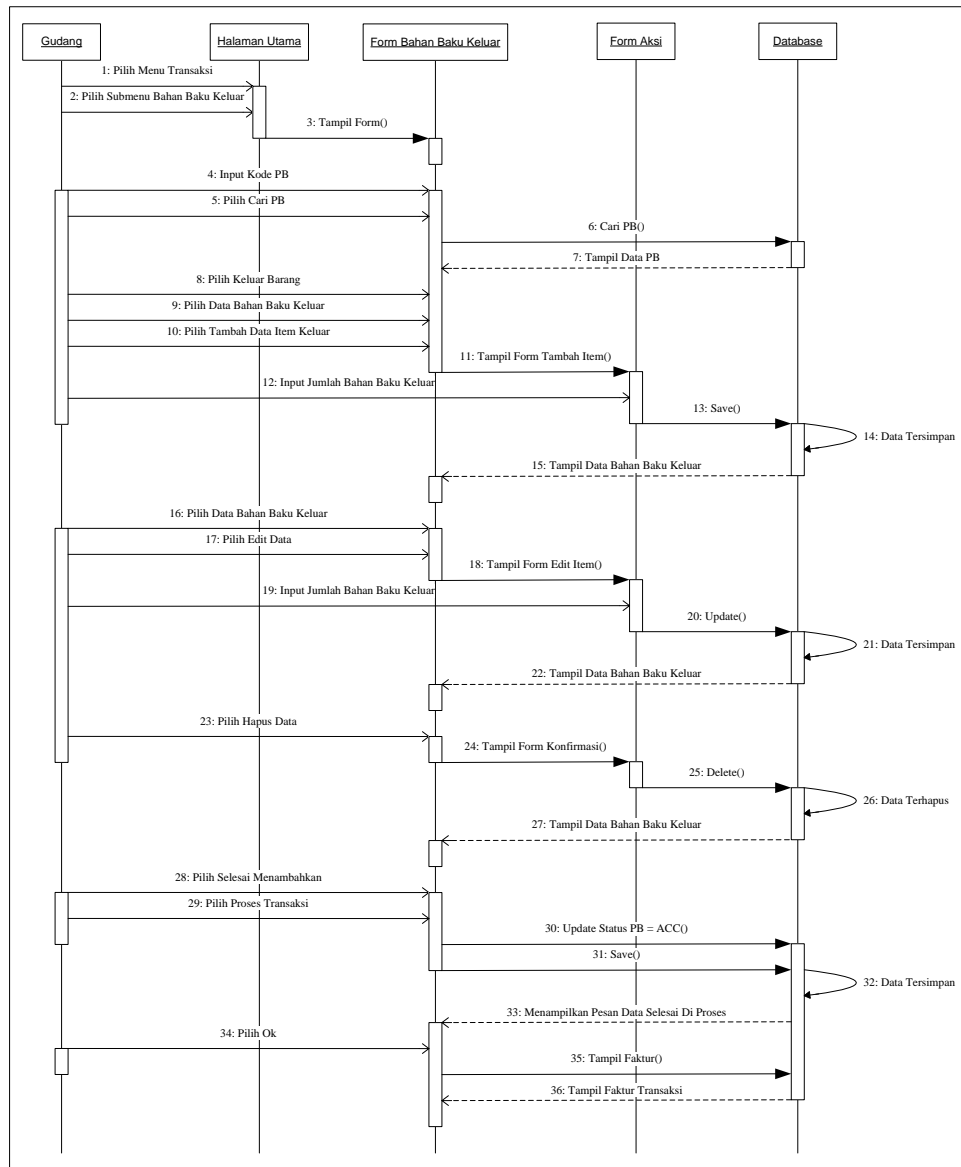 Gudang
Halaman Utama
Form Bahan Baku Keluar
Form Aksi
Database
1: Pilih Menu Transaksi
2: Pilih Submenu Bahan Baku Keluar
3: Tampil Form()
4: Input Kode PB
5: Pilih Cari PB
6: Cari PB()
7: Tampil Data PB
8: Pilih Keluar Barang
9: Pilih Data Bahan Baku Keluar
10: Pilih Tambah Data Item Keluar
11: Tampil Form Tambah Item()
12: Input Jumlah Bahan Baku Keluar
13: Save()
14: Data Tersimpan
15: Tampil Data Bahan Baku Keluar
16: Pilih Data Bahan Baku Keluar
17: Pilih Edit Data
18: Tampil Form Edit Item()
19: Input Jumlah Bahan Baku Keluar
20: Update()
21: Data Tersimpan
22: Tampil Data Bahan Baku Keluar
23: Pilih Hapus Data
24: Tampil Form Konfirmasi()
25: Delete()
26: Data Terhapus
27: Tampil Data Bahan Baku Keluar
28: Pilih Selesai Menambahkan
29: Pilih Proses Transaksi
30: Update Status PB = ACC()
31: Save()
32: Data Tersimpan
33: Menampilkan Pesan Data Selesai Di Proses
34: Pilih Ok
35: Tampil Faktur()
36: Tampil Faktur Transaksi